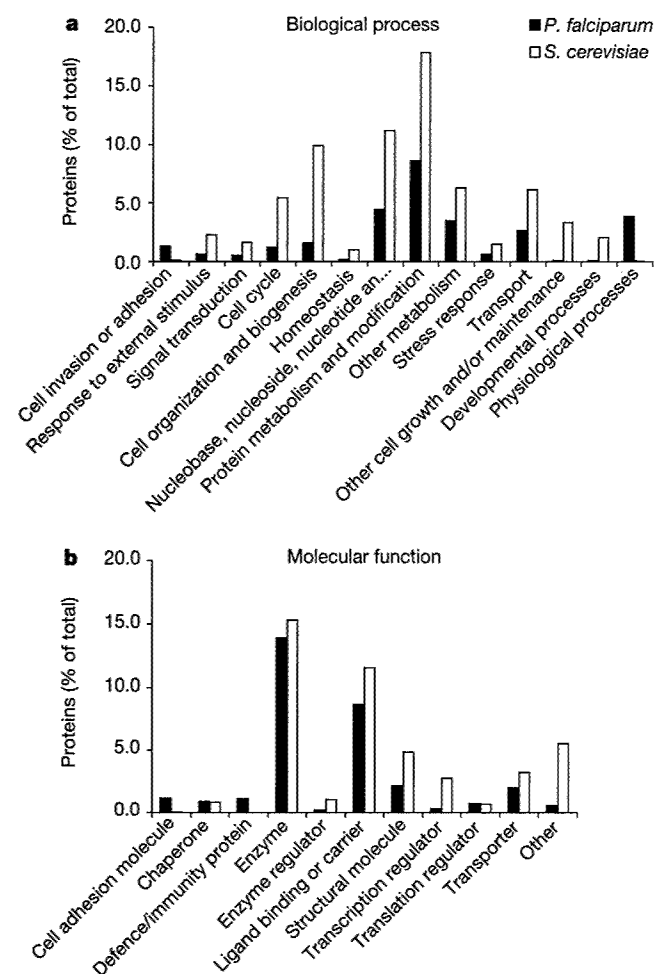 a
Biological process
P. falciparum
S. cerevisiae
Proteins (% of total)
20.0
15.0
10.0
5.0
0.0
Cell invasion or adhesion
Response to external stimulus
Signal transduction
Cell cycle
Cell organization and biogenesis
Homeostasis
Nucleobase, nucleoside, nucleotide an...
Protein metabolism and modification
Other metabolism
Stress response
Transport
Other cell growth and/or maintenance
Developmental processes
Physiological processes
b
Molecular function
Proteins (% of total)
20.0
15.0
10.0
5.0
0.0
Cell adhesion molecule
Chaperone
Defence/immunity protein
Enzyme
Enzyme regulator
Ligand binding or carrier
Structural molecule
Transcription regulator
Translation regulator
Transporter
Other